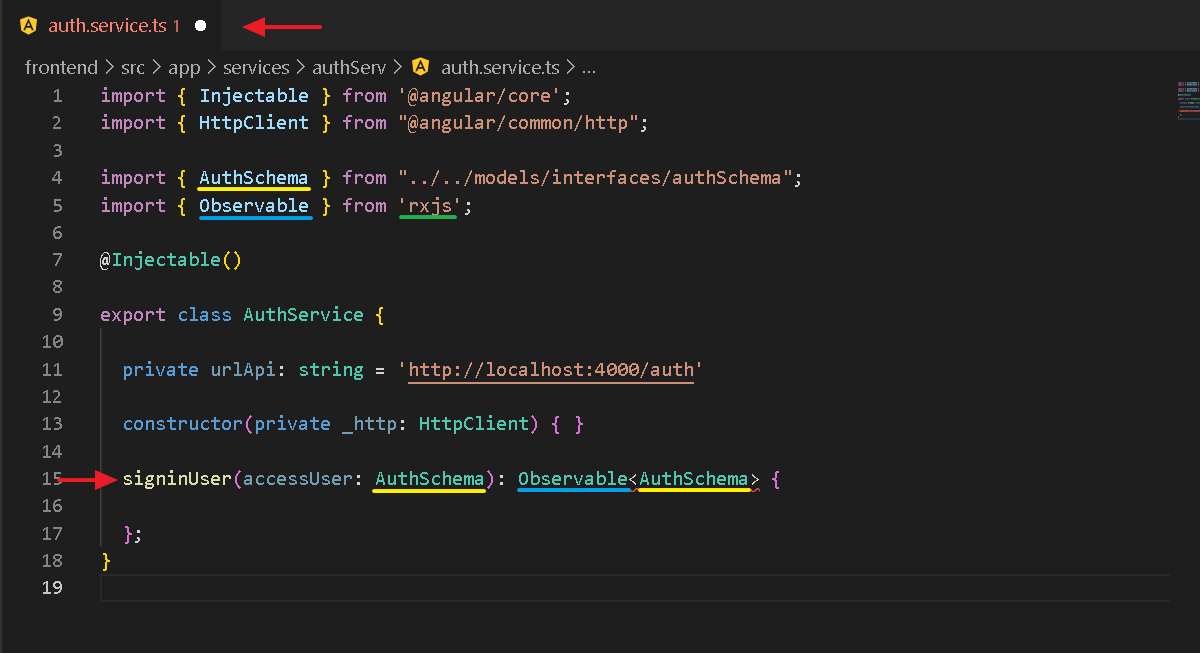 auth.service.ts 1
frontend > src > app > services > authServ > auth.service.ts > ...
1 import { Injectable } from '@angular/core';
2 import { HttpClient } from "@angular/common/http";
3
4 import { AuthSchema } from "../../models/interfaces/authSchema";
5 import { Observable } from 'rxjs';
6
7 @Injectable()
8
9 export class AuthService {
10
11 private urlApi: string = 'http://localhost:4000/auth'
12
13 constructor(private _http: HttpClient) { }
14
15 signinUser(accessUser: AuthSchema): Observable<AuthSchema> {
16
17 };
18 }
19